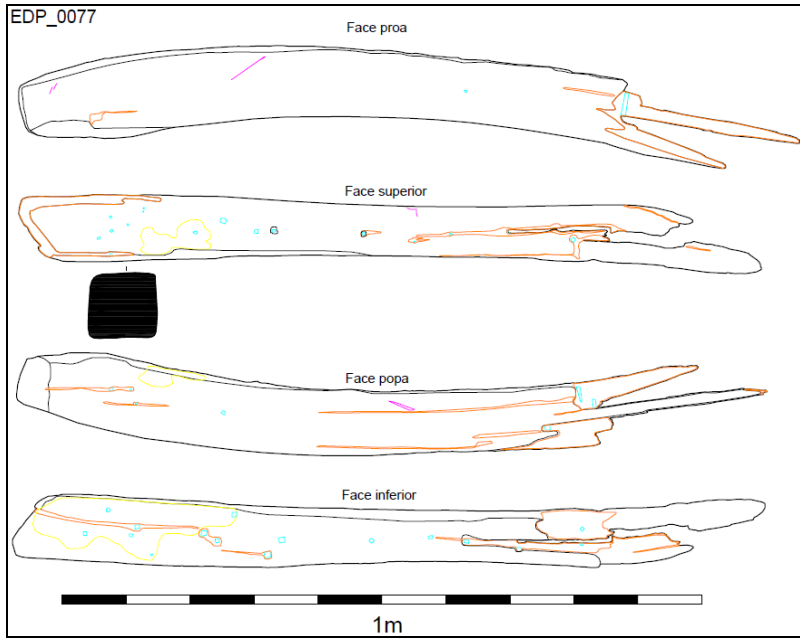 EDP_0077
Face proa
Face superior
Face popa
Face inferior
1m